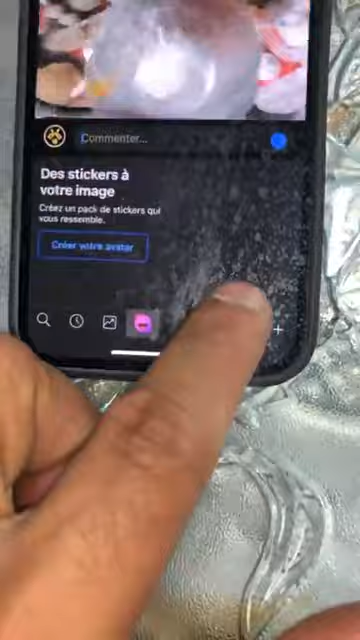 Commenter...
Des stickers à
votre image
Créez un pack de stickers qui
vous ressemble.
Créer votre avatar